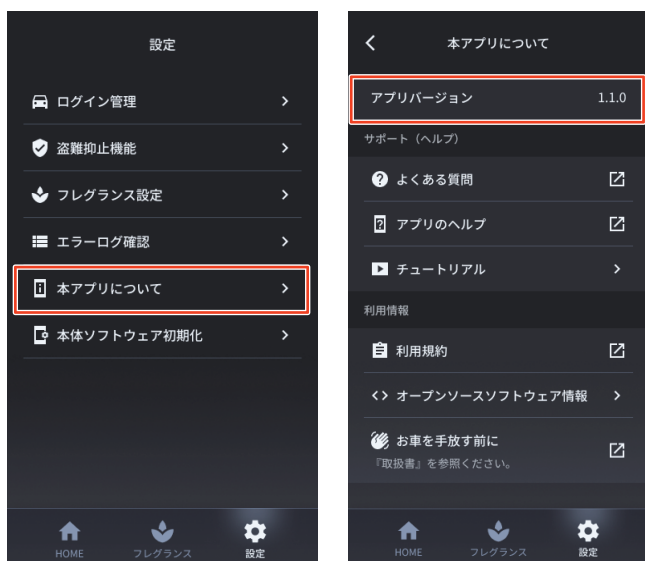 設定
ログイン管理
盗難抑止機能
フレグランス設定
エラーログ確認
本アプリについて
本体ソフトウェア初期化
HOME
フレグランス
設定
本アプリについて
アプリバージョン 1.1.0
サポート（ヘルプ）
よくある質問
アプリのヘルプ
チュートリアル
利用情報
利用規約
オープンソースソフトウェア情報
お車を手放す前に
『取扱書』を参照ください。
HOME
フレグランス
設定